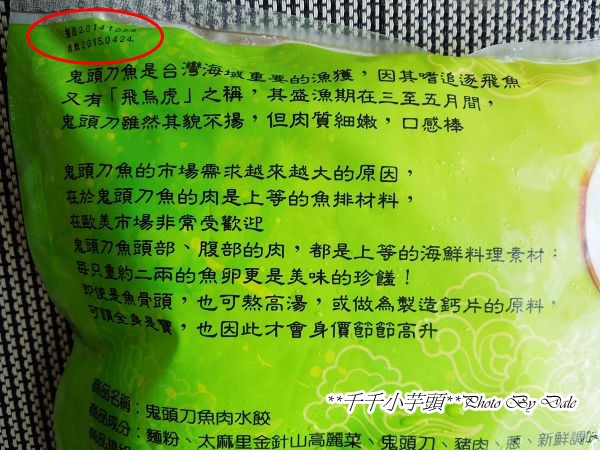 製造20141024
有效2015.04.24.
鬼頭刀魚是台灣海域重要的漁獲，因其嗜追逐飛魚
又有「飛烏虎」之稱，其盛漁期在三至五月間，
鬼頭刀雖然其貌不揚，但肉質細嫩，口感棒
鬼頭刀魚的市場需求越來越大的原因，
在於鬼頭刀魚的肉是上等的魚排材料，
在歐美市場非常受歡迎
鬼頭刀魚頭部、腹部的肉，都是上等的海鮮料理素材；
每只重約二兩的魚卵更是美味的珍饈！
即使是魚骨頭，也可熬高湯，或做為製造鈣片的原料，
可謂全身是寶，也因此才會身價節節高升
商品名稱：鬼頭刀魚肉水餃
商品成分：麵粉、太麻里金針山高麗菜、鬼頭刀、豬肉、蔥、新鮮調
**千千小芋頭**Photo By Dale